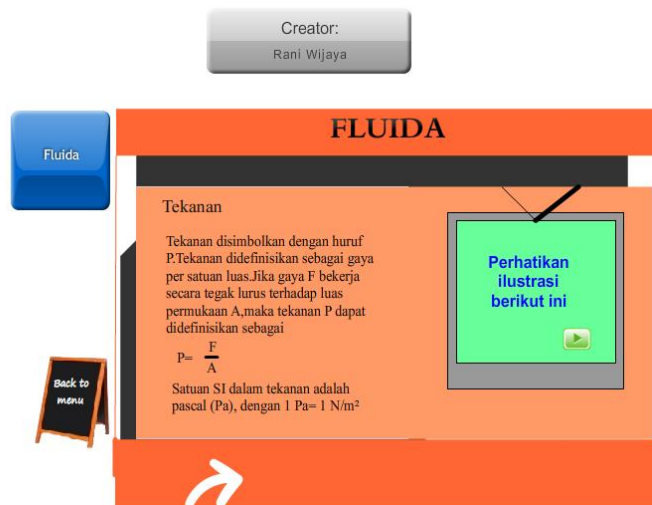 Creator:
Rani Wijaya
FLUIDA
Fluida
Tekanan
Tekanan disimbolkan dengan huruf
P.Tekanan didefinisikan sebagai gaya
per satuan luas.Jika gaya F bekerja
secara tegak lurus terhadap luas
permukaan A,maka tekanan P dapat
didefinisikan sebagai
P= F/A
Satuan SI dalam tekanan adalah
pascal (Pa), dengan 1 Pa= 1 N/m²
Perhatikan
ilustrasi
berikut ini
Back to
menu